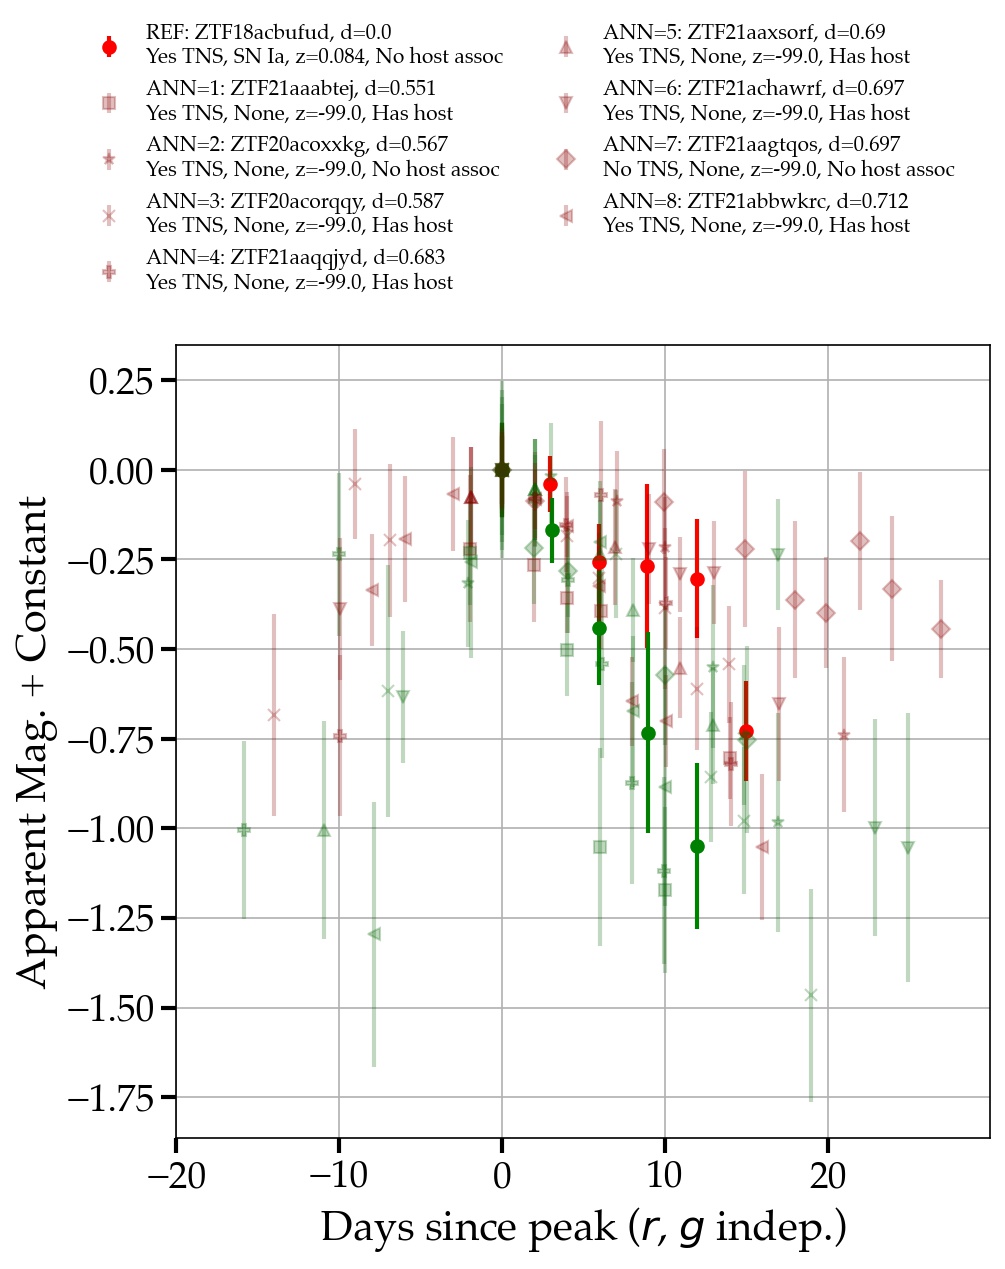 REF: ZTF18acbufud, d=0.0
Yes TNS, SN Ia, z=0.084, No host assoc
ANN=1: ZTF21aaabtej, d=0.551
Yes TNS, None, z=-99.0, Has host
ANN=2: ZTF20acoxxkg, d=0.567
Yes TNS, None, z=-99.0, No host assoc
ANN=3: ZTF20acorqqy, d=0.587
Yes TNS, None, z=-99.0, Has host
ANN=4: ZTF21aaqqjyd, d=0.683
Yes TNS, None, z=-99.0, Has host
ANN=5: ZTF21aaxsorf, d=0.69
Yes TNS, None, z=-99.0, Has host
ANN=6: ZTF21achawrf, d=0.697
Yes TNS, None, z=-99.0, Has host
ANN=7: ZTF21aagtqos, d=0.697
No TNS, None, z=-99.0, No host assoc
ANN=8: ZTF21abbwkrc, d=0.712
Yes TNS, None, z=-99.0, Has host
Apparent Mag. + Constant
0.25
0.00
−0.25
−0.50
−0.75
−1.00
−1.25
−1.50
−1.75
−20 −10 0 10 20
Days since peak (r, g indep.)